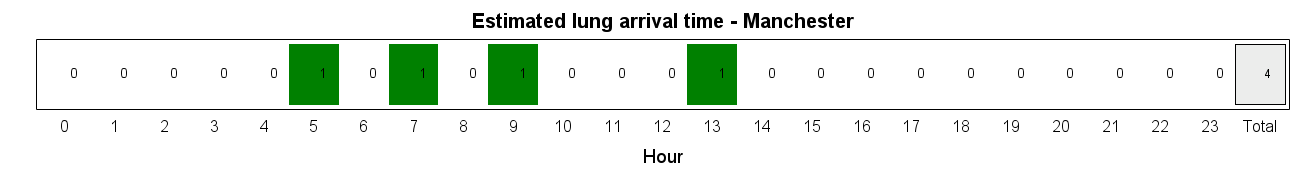 Estimated lung arrival time - Manchester
0 0 0 0 0 1 0 1 0 1 0 0 0 1 0 0 0 0 0 0 0 0 0 0 4
0 1 2 3 4 5 6 7 8 9 10 11 12 13 14 15 16 17 18 19 20 21 22 23 Total
Hour